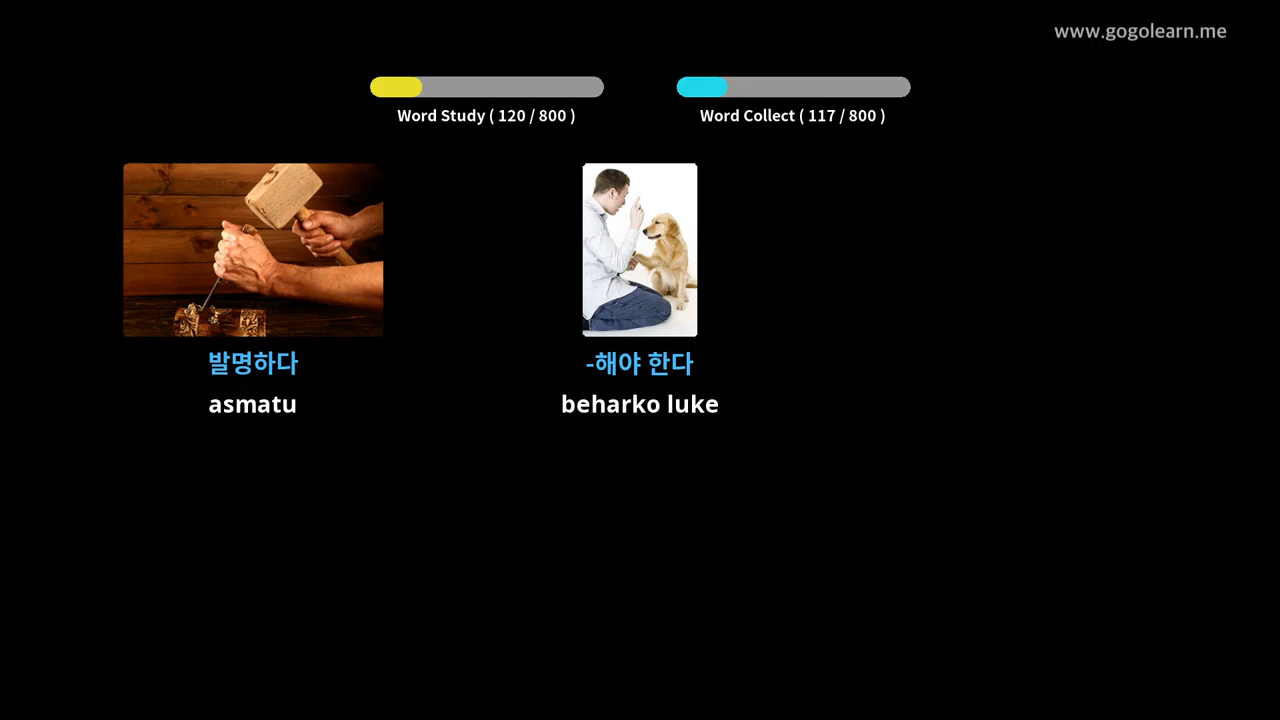 www.gogolearn.me
Word Study ( 120 / 800 )
Word Collect ( 117 / 800 )
발명하다
-해야 한다
asmatu
beharko luke